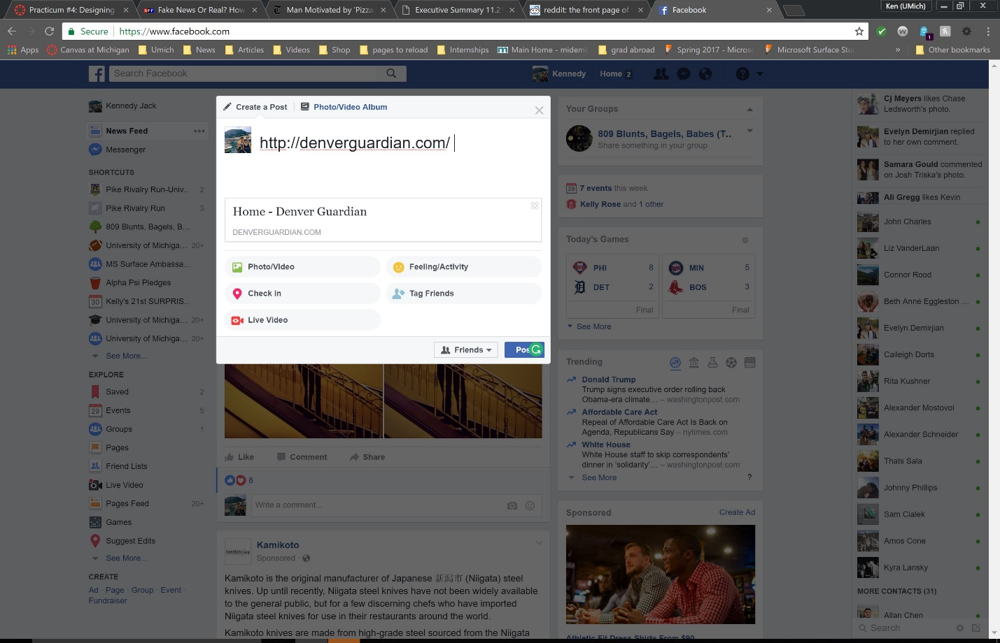 Practicum #4: Designing
Fake News Or Real? How
Man Motivated by 'Pizza
Executive Summary 11.2
reddit: the front page of
Facebook
Ken (UMich)
Secure https://www.facebook.com
Apps
Canvas at Michigan
Umich
News
Articles
Videos
Shop
pages to reload
Internships
Main Home - midem
grad abroad
Spring 2017 - Microso
Microsoft Surface Stu
» Other bookmarks
Search Facebook
Kennedy
Home 2
Kennedy Jack
News Feed
Messenger
SHORTCUTS
Pike Rivalry Run-Univ.. 2
Pike Rivalry Run 3
809 Blunts, Bagels, B...
University of Michiga... 20+
MS Surface Ambassa...
Alpha Psi Pledges
Kelly's 21st SURPRIS..
University of Michiga... 20+
University of Michiga... 20+
See More...
EXPLORE
Saved 2
Events 5
Groups 1
Pages
Friend Lists
Live Video
Pages Feed 20+
Games
Suggest Edits
See More...
CREATE
Ad · Page · Group · Event ·
Fundraiser
Create a Post
Photo/Video Album
http://denverguardian.com/
Home - Denver Guardian
DENVERGUARDIAN.COM
Photo/Video
Feeling/Activity
Check in
Tag Friends
Live Video
Friends
Pos
Like
Comment
Share
8
Write a comment...
Kamikoto
Sponsored ·
Kamikoto is the original manufacturer of Japanese 新潟市 (Niigata) steel
knives. Up until recently, Niigata steel knives have not been widely available
to the general public, but for a few discerning chefs who have imported
Niigata steel knives for use in their restaurants around the world.
Kamikoto knives are made from high-grade steel sourced from the Niigata
Your Groups
809 Blunts, Bagels, Babes (T..
Share something in your group
29 7 events this week
Kelly Rose and 1 other
Today's Games
PHI 8
DET 2
Final
MIN 5
BOS 3
Final
See More
Trending
Donald Trump
Trump signs executive order rolling back
Obama-era climate... – washingtonpost.com
Affordable Care Act
Repeal of Affordable Care Act Is Back on
Agenda, Republicans Say – nytimes.com
White House
White House staff to skip correspondents'
dinner in 'solidarity'... – washingtonpost.com
See More ?
Sponsored
Create Ad
Athletic Fit Dress Shirts From $90
Cj Meyers likes Chase
Ledsworth's photo.
Evelyn Demirjian replied
to her own comment.
Samara Gould commented
on Josh Triska's photo.
Ali Gregg likes Kevin
John Charles
Liz VanderLaan
Connor Rood
Beth Anne Eggleston ...
Evelyn Demirjian
Caileigh Dorts
Rita Kushner
Alexander Mostovoi
Alexander Schneider
Thaïs Sala
Johnny Phillips
Sam Cialek
Amos Cone
Kyra Lansky
MORE CONTACTS (31)
Allan Chen
Search